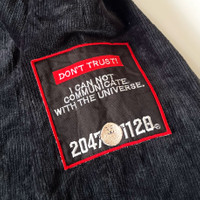 DON'T TRUST!
I CAN NOT
COMMUNICATE
WITH THE UNIVERSE.
2047 1128